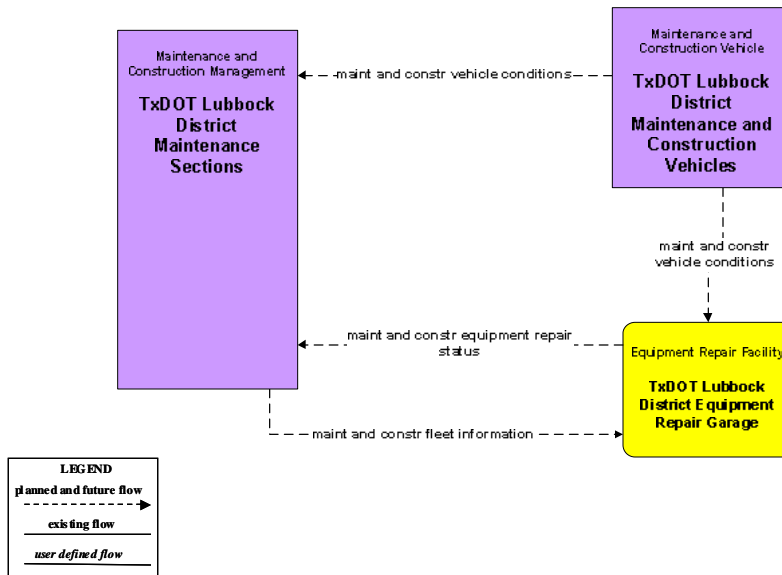 Maintenance and
Construction Management
TxDOT Lubbock
District
Maintenance
Sections
maint and constr vehicle conditions
Maintenance and
Construction Vehicle
TxDOT Lubbock
District
Maintenance and
Construction
Vehicles
maint and constr
vehicle conditions
maint and constr equipment repair
status
Equipment Repair Facility
TxDOT Lubbock
District Equipment
Repair Garage
maint and constr fleet information
LEGEND
planned and future flow
existing flow
user defined flow